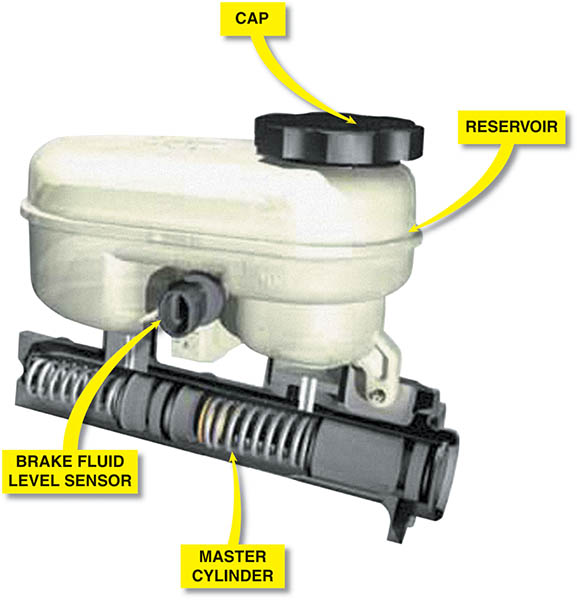 CAP
RESERVOIR
BRAKE FLUID
LEVEL SENSOR
MASTER
CYLINDER